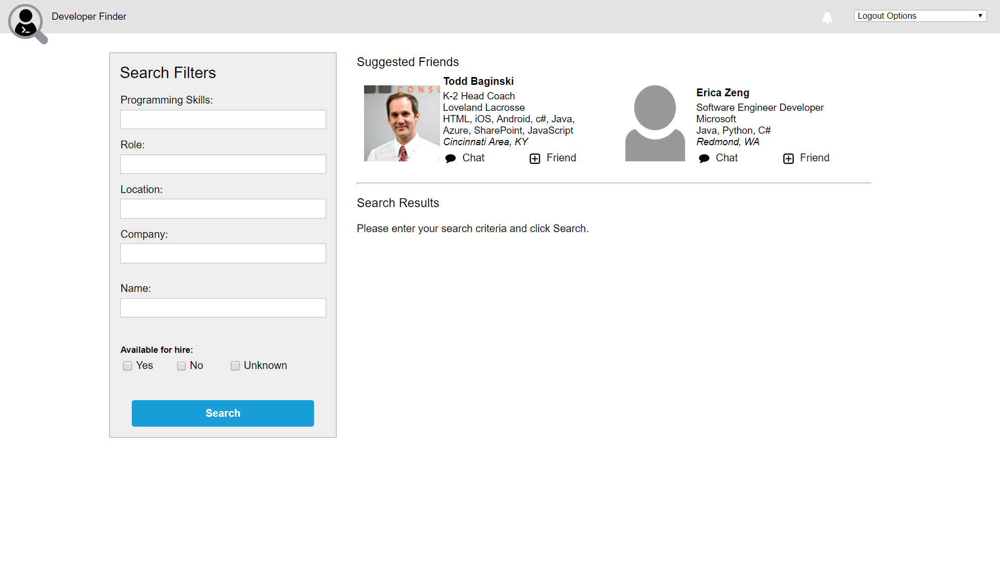 Developer Finder
Logout Options
Search Filters
Programming Skills:
Role:
Location:
Company:
Name:
Available for hire:
Yes No Unknown
Search
Suggested Friends
CONSU
Todd Baginski
K-2 Head Coach
Loveland Lacrosse
HTML, iOS, Android, c#, Java,
Azure, SharePoint, JavaScript
Cincinnati Area, KY
Chat Friend
Erica Zeng
Software Engineer Developer
Microsoft
Java, Python, C#
Redmond, WA
Chat Friend
Search Results
Please enter your search criteria and click Search.